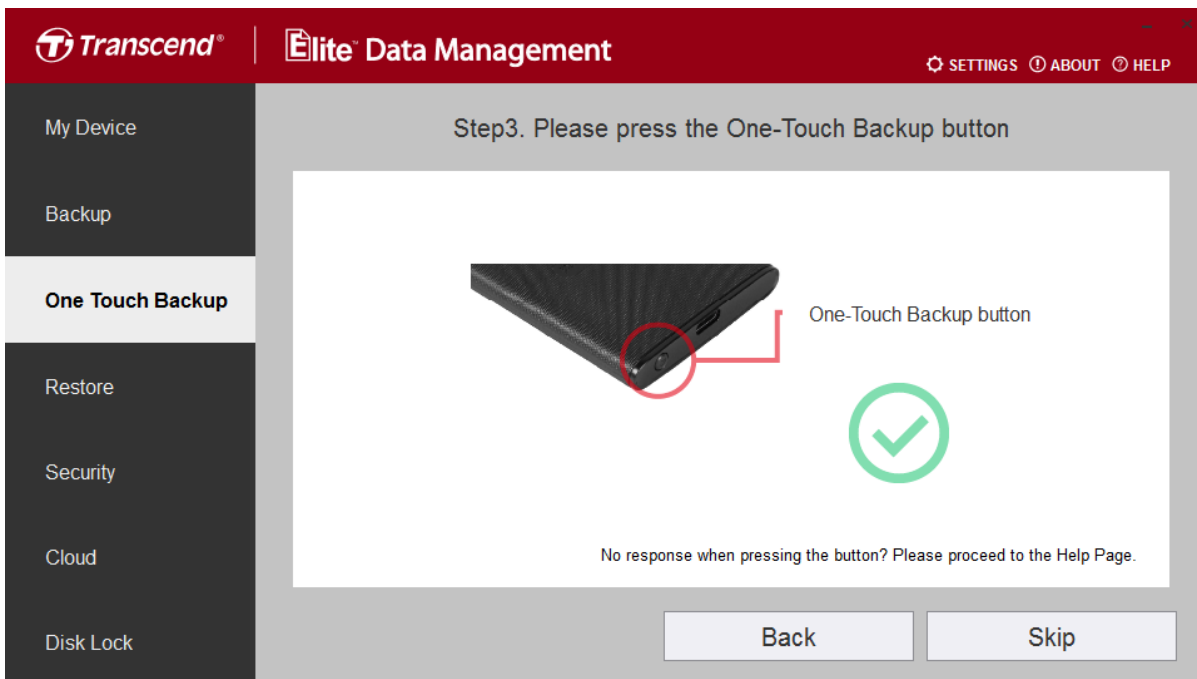 Transcend®
Elite™ Data Management
SETTINGS ABOUT HELP
My Device
Backup
One Touch Backup
Restore
Security
Cloud
Disk Lock
Step3. Please press the One-Touch Backup button
One-Touch Backup button
No response when pressing the button? Please proceed to the Help Page.
Back
Skip